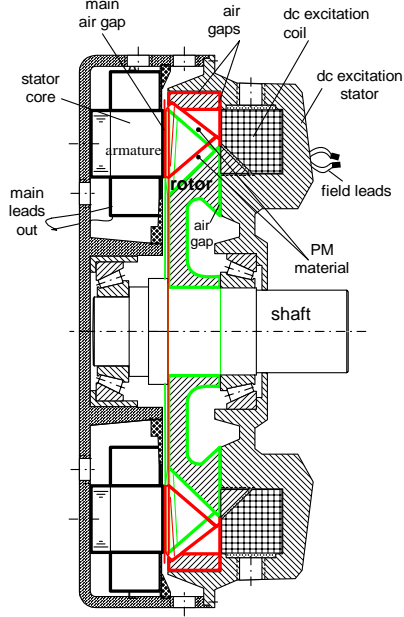 main
air gap
air
gaps
dc excitation
coil
dc excitation
stator
stator
core
armature
rotor
field leads
main
leads
out
air
gap
PM
material
shaft